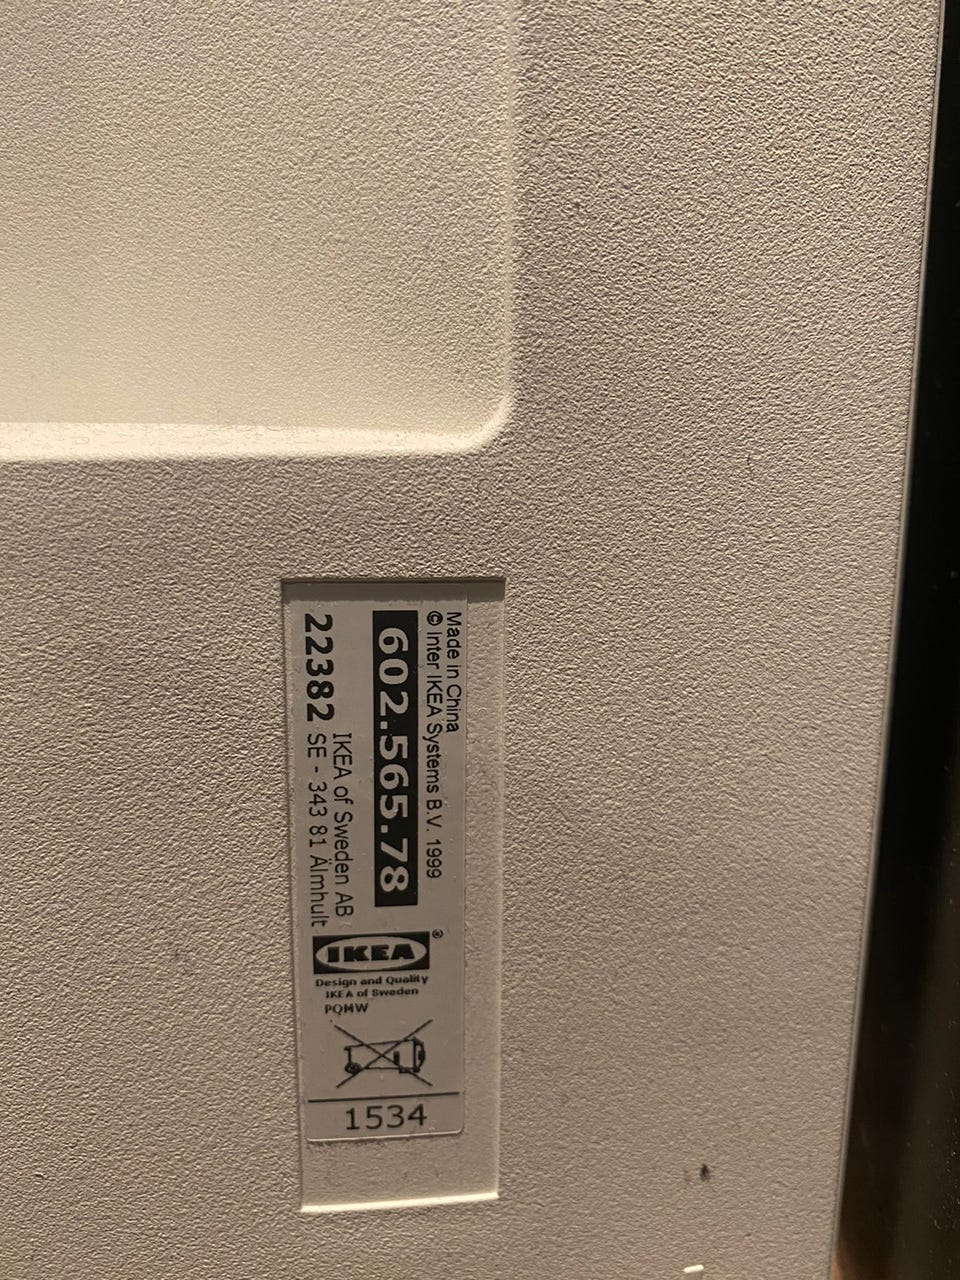 Made in China
© Inter IKEA Systems B.V. 1999
602.565.78
IKEA of Sweden AB
22382 SE - 343 81 Älmhult
IKEA®
Design and Quality
IKEA of Sweden
PQMW
1534